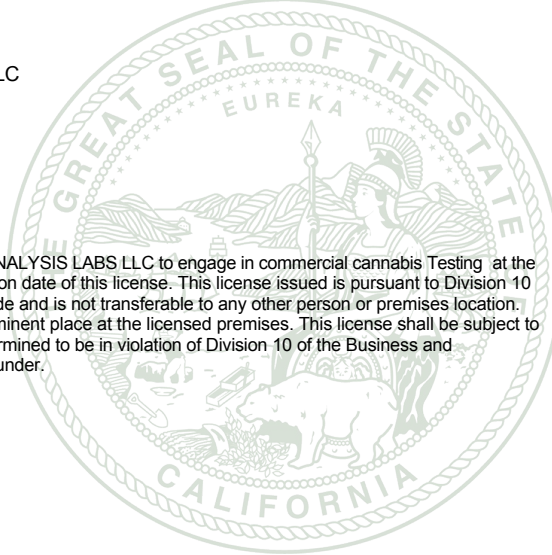 LC
GREAT SEAL OF THE STATE
EUREKA
NALYSIS LABS LLC to engage in commercial cannabis Testing at the
on date of this license. This license issued is pursuant to Division 10
de and is not transferable to any other person or premises location.
minent place at the licensed premises. This license shall be subject to
rmined to be in violation of Division 10 of the Business and
under.
CALIFORNIA